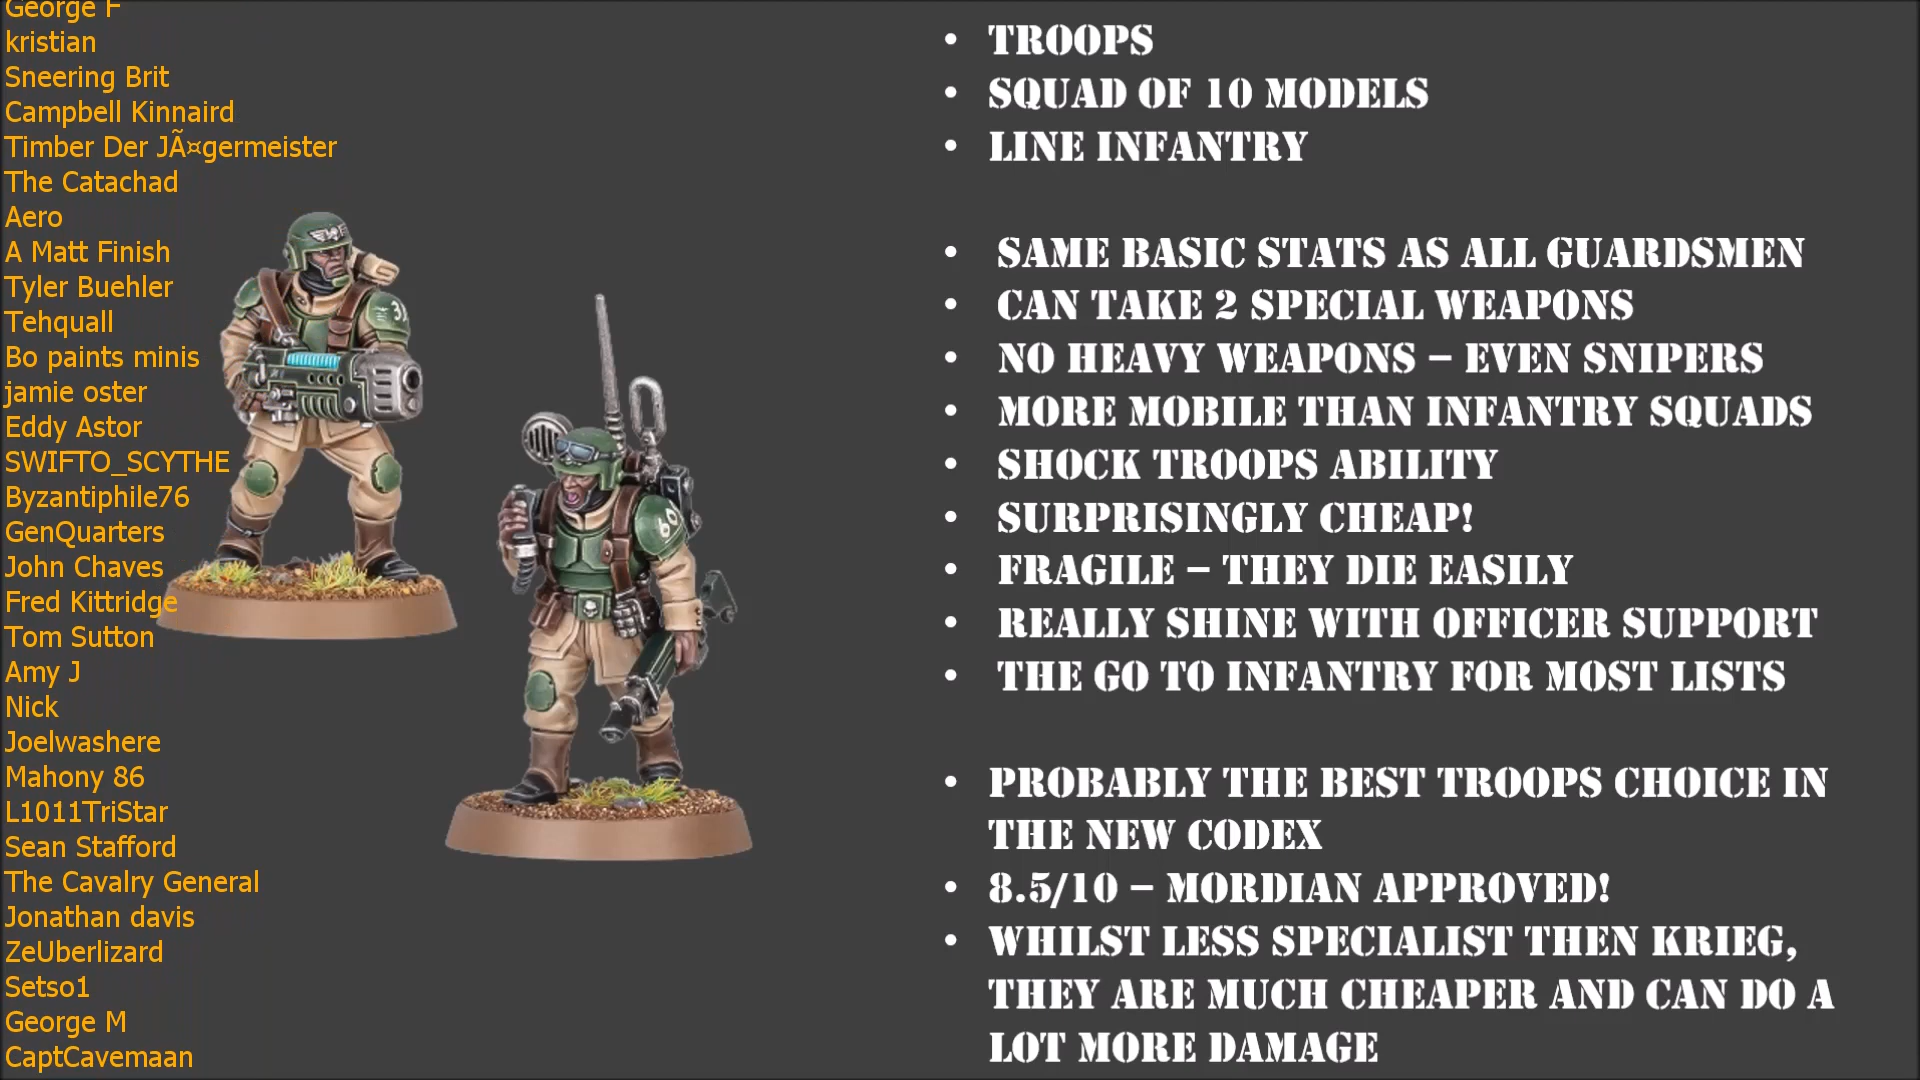 George F
kristian
Sneering Brit
Campbell Kinnaird
Timber Der JÃ¤germeister
The Catachad
Aero
A Matt Finish
Tyler Buehler
Tehquall
Bo paints minis
jamie oster
Eddy Astor
SWIFTO_SCYTHE
Byzantiphile76
GenQuarters
John Chaves
Fred Kittridge
Tom Sutton
Amy J
Nick
Joelwashere
Mahony 86
L1011TriStar
Sean Stafford
The Cavalry General
Jonathan davis
ZeUberlizard
Setso1
George M
CaptCavemaan
• TROOPS
• SQUAD OF 10 MODELS
• LINE INFANTRY
• SAME BASIC STATS AS ALL GUARDSMEN
• CAN TAKE 2 SPECIAL WEAPONS
• NO HEAVY WEAPONS – EVEN SNIPERS
• MORE MOBILE THAN INFANTRY SQUADS
• SHOCK TROOPS ABILITY
• SURPRISINGLY CHEAP!
• FRAGILE – THEY DIE EASILY
• REALLY SHINE WITH OFFICER SUPPORT
• THE GO TO INFANTRY FOR MOST LISTS
• PROBABLY THE BEST TROOPS CHOICE IN
THE NEW CODEX
• 8.5/10 – MORDIAN APPROVED!
• WHILST LESS SPECIALIST THEN KRIEG,
THEY ARE MUCH CHEAPER AND CAN DO A
LOT MORE DAMAGE